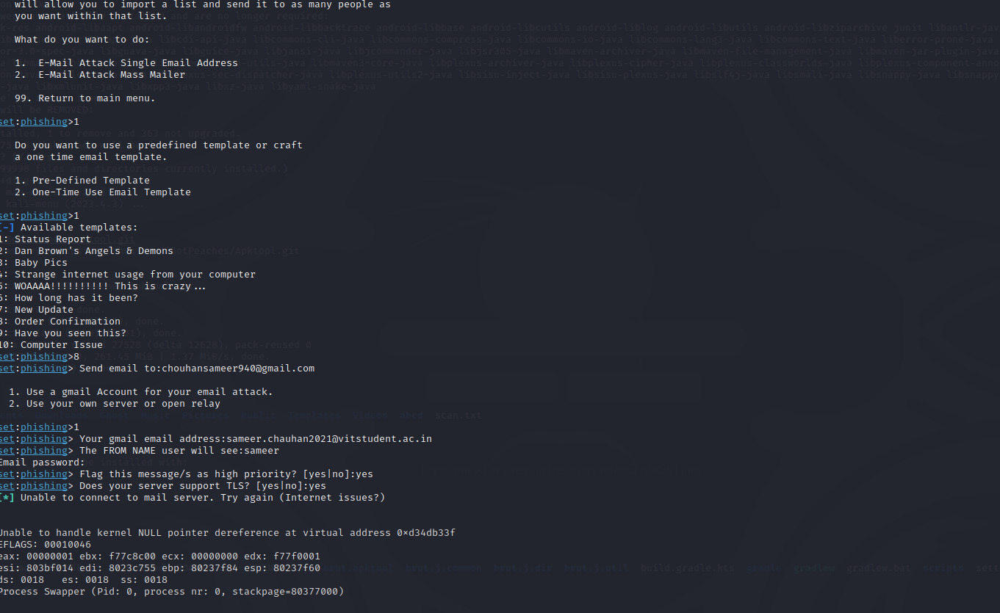 will allow you to import a list and send it to as many people as
you want within that list.
What do you want to do:
1. E-Mail Attack Single Email Address
2. E-Mail Attack Mass Mailer
99. Return to main menu.
set:phishing>1
Do you want to use a predefined template or craft
a one time email template.
1. Pre-Defined Template
2. One-Time Use Email Template
set:phishing>1
[-] Available templates:
1: Status Report
2: Dan Brown's Angels & Demons
3: Baby Pics
4: Strange internet usage from your computer
5: WOAAAA!!!!!!!!!! This is crazy...
6: How long has it been?
7: New Update
8: Order Confirmation
9: Have you seen this?
10: Computer Issue
set:phishing>8
set:phishing> Send email to:chouhansameer940@gmail.com
1. Use a gmail Account for your email attack.
2. Use your own server or open relay
scan.txt
set:phishing>1
set:phishing> Your gmail email address:sameer.chauhan2021@vitstudent.ac.in
set:phishing> The FROM NAME user will see:sameer
Email password:
set:phishing> Flag this message/s as high priority? [yes|no]:yes
set:phishing> Does your server support TLS? [yes|no]:yes
[*] Unable to connect to mail server. Try again (Internet issues?)
Unable to handle kernel NULL pointer dereference at virtual address 0×d34db33f
EFLAGS: 00010046
eax: 00000001 ebx: f77c8c00 ecx: 00000000 edx: f77f0001
esi: 803bf014 edi: 8023c755 ebp: 80237f84 esp: 80237f60
build.gradle.kts gradlew gradlew.bat scripts
ds: 0018 es: 0018 ss: 0018
Process Swapper (Pid: 0, process nr: 0, stackpage=80377000)